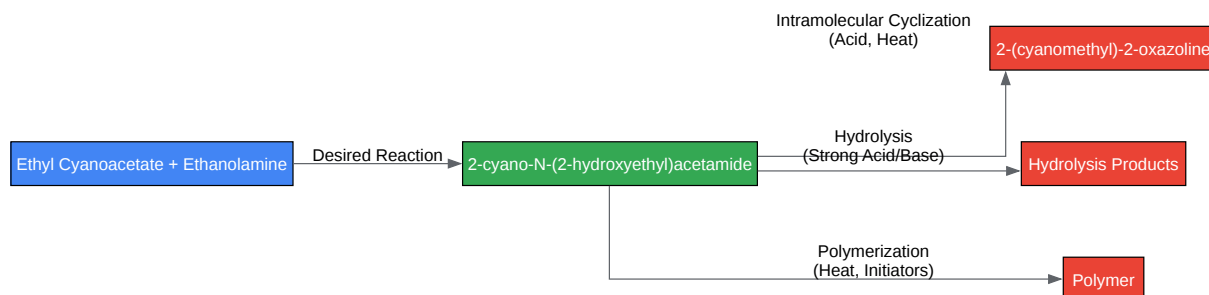 Intramolecular Cyclization
(Acid, Heat)
2-(cyanomethyl)-2-oxazoline
Ethyl Cyanoacetate + Ethanolamine
Desired Reaction
2-cyano-N-(2-hydroxyethyl)acetamide
Hydrolysis
(Strong Acid/Base)
Hydrolysis Products
Polymerization
(Heat, Initiators)
Polymer